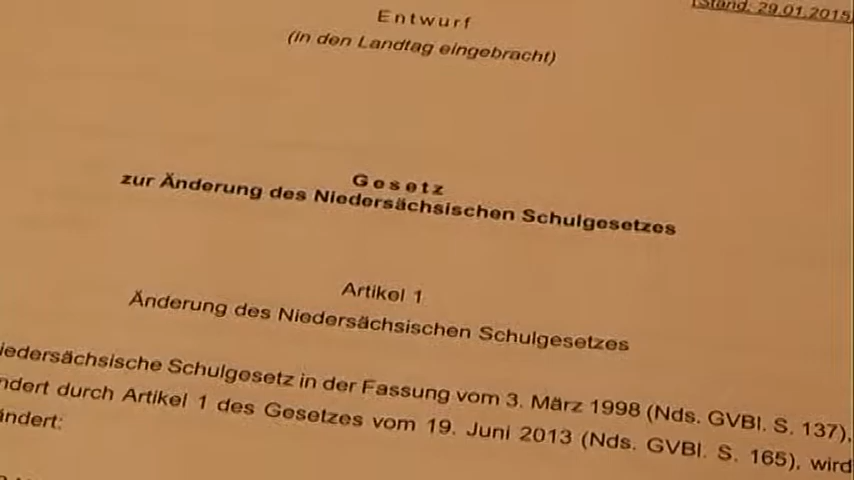 (Stand: 29.01.2015)
Entwurf
(in den Landtag eingebracht)
Gesetz
zur Änderung des Niedersächsischen Schulgesetzes
Artikel 1
Änderung des Niedersächsischen Schulgesetzes
iedersächsische Schulgesetz in der Fassung vom 3. März 1998 (Nds. GVBl. S. 137),
ndert durch Artikel 1 des Gesetzes vom 19. Juni 2013 (Nds. GVBl. S. 165), wird
ändert: